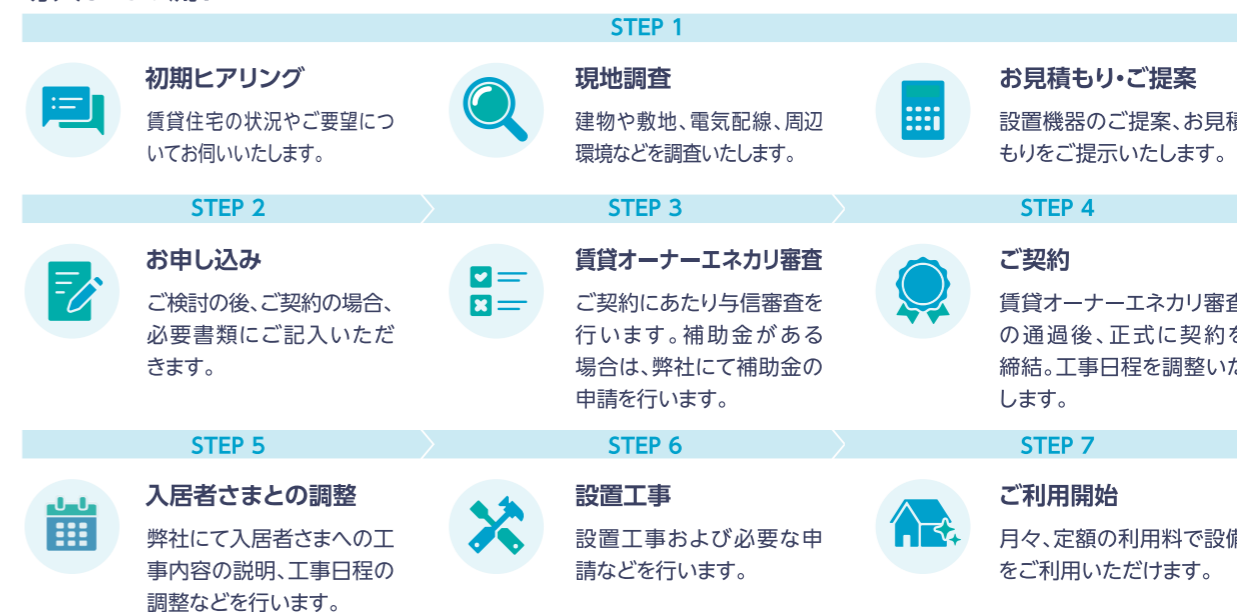 STEP 1
初期ヒアリング
賃貸住宅の状況やご要望につ
いてお伺いいたします。
現地調査
建物や敷地、電気配線、周辺
環境などを調査いたします。
お見積もり・ご提案
設置機器のご提案、お見積
もりをご提示いたします。
STEP 2
お申し込み
ご検討の後、ご契約の場合、
必要書類にご記入いただ
きます。
STEP 3
賃貸オーナーエネカリ審査
ご契約にあたり与信審査を
行います。補助金がある
場合は、弊社にて補助金の
申請を行います。
STEP 4
ご契約
賃貸オーナーエネカリ審査
の通過後、正式に契約を
締結。工事日程を調整いた
します。
STEP 5
入居者さまとの調整
弊社にて入居者さまへの工
事内容の説明、工事日程の
調整などを行います。
STEP 6
設置工事
設置工事および必要な申
請などを行います。
STEP 7
ご利用開始
月々、定額の利用料で設備
をご利用いただけます。